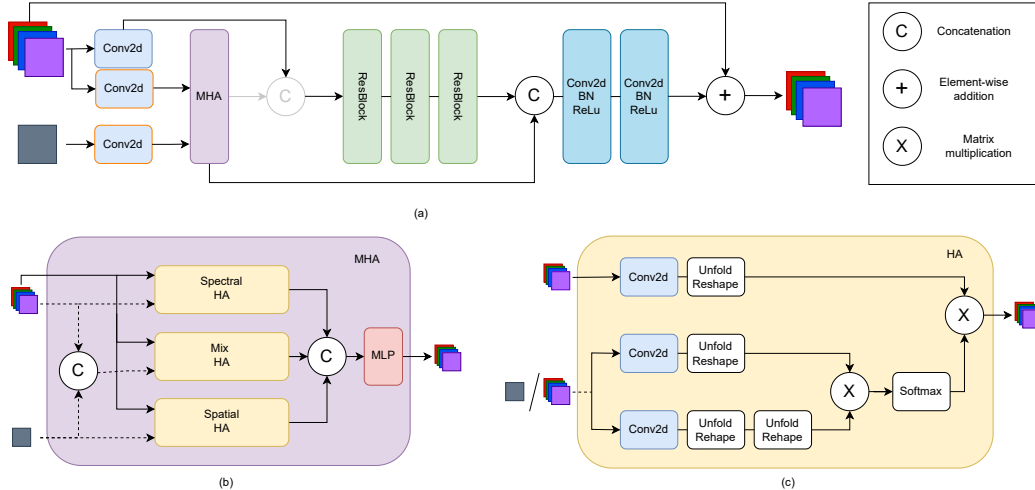 Conv2d
Conv2d
Conv2d
MHA
C
ResBlock
ResBlock
ResBlock
C
Conv2d
BN
ReLu
Conv2d
BN
ReLu
+
C
Concatenation
+
Element-wise
addition
X
Matrix
multiplication
(a)
MHA
Spectral
HA
Mix
HA
Spatial
HA
C
C
MLP
(b)
HA
Conv2d
Unfold
Reshape
Conv2d
Unfold
Reshape
Conv2d
Unfold
Rehape
Unfold
Rehape
/
X
Softmax
X
(c)